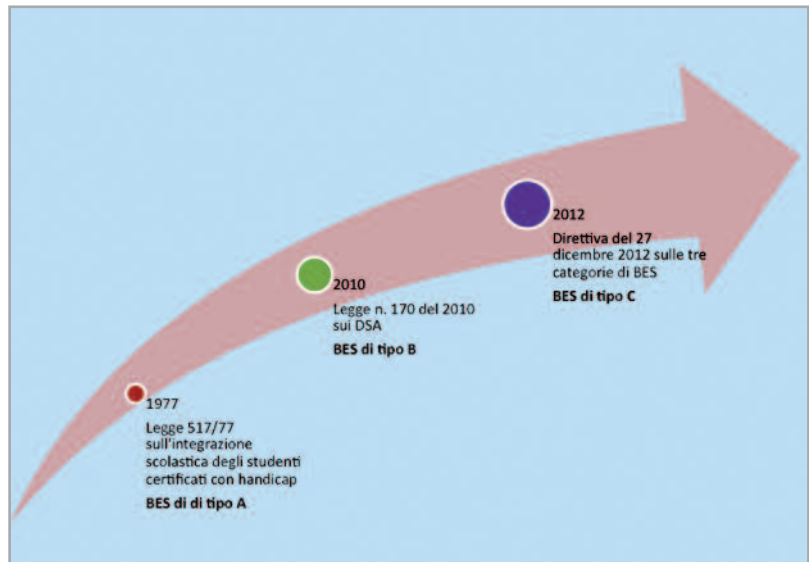 1977
Legge 517/77
sull'integrazione
scolastica degli studenti
certificati con handicap
BES di di tipo A
2010
Legge n. 170 del 2010
sui DSA
BES di tipo B
2012
Direttiva del 27
dicembre 2012 sulle tre
categorie di BES
BES di tipo C